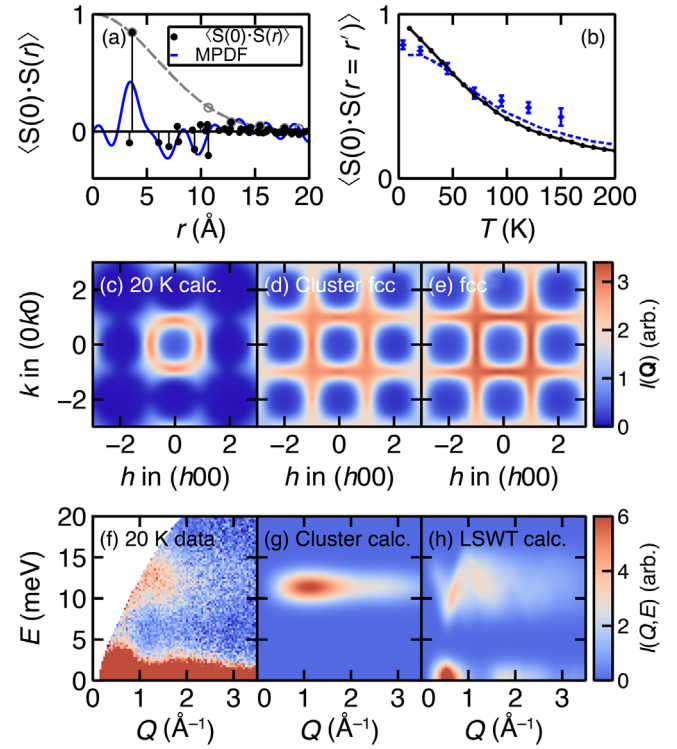 (a)
⟨S(0)·S(r)⟩
MPDF
⟨S(0)·S(r)⟩
1
0
0 5 10 15 20
r (Å)
(b)
⟨S(0)·S(r = r′)⟩
1
0
0 50 100 150 200
T (K)
(c) 20 K calc. (d) Cluster fcc (e) fcc
k in (0k0)
2
0
−2
−2 0 2 −2 0 2 −2 0 2
h in (h00) h in (h00) h in (h00)
3
2
1
0
I(Q) (arb.)
(f) 20 K data (g) Cluster calc. (h) LSWT calc.
E (meV)
20
15
10
5
0
0 1 2 3 0 1 2 3 0 1 2 3
Q (Å⁻¹) Q (Å⁻¹) Q (Å⁻¹)
6
4
2
0
I(Q,E) (arb.)